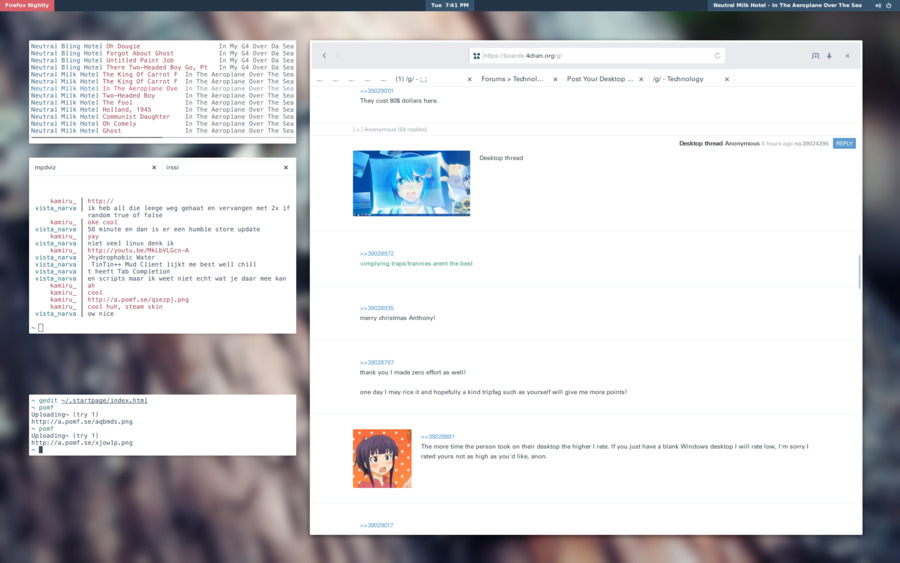 Firefox Nightly
Tue 7:41 PM
Neutral Milk Hotel - In The Aeroplane Over The Sea
Neutral Bling Hotel Oh Dougie In My G4 Over Da Sea
Neutral Bling Hotel Forgot About Ghost In My G4 Over Da Sea
Neutral Bling Hotel Untitled Paint Job In My G4 Over Da Sea
Neutral Bling Hotel There Two-Headed Boy Go, Pt In My G4 Over Da Sea
Neutral Milk Hotel The King Of Carrot F In The Aeroplane Over The Sea
Neutral Milk Hotel The King Of Carrot F In The Aeroplane Over The Sea
Neutral Milk Hotel In The Aeroplane Ove In The Aeroplane Over The Sea
Neutral Milk Hotel Two-Headed Boy In The Aeroplane Over The Sea
Neutral Milk Hotel The Fool In The Aeroplane Over The Sea
Neutral Milk Hotel Holland, 1945 In The Aeroplane Over The Sea
Neutral Milk Hotel Communist Daughter In The Aeroplane Over The Sea
Neutral Milk Hotel Oh Comely In The Aeroplane Over The Sea
Neutral Milk Hotel Ghost In The Aeroplane Over The Sea
mpdviz
irssi
kamiru_ http://
vista_narva ik heb all die leege weg gehaat en vervangen met 2x if
random true of false
kamiru_ oke cool
vista_narva 50 minute en dan is er een humble store update
kamiru_ yay
vista_narva niet veel linux denk ik
kamiru_ http://youtu.be/MkLbVLGcn-A
vista_narva >hydrophobic Water
vista_narva TinTin++ Mud Client lijkt me best well chill
vista_narva t heeft Tab Completion
vista_narva en scripts maar ik weet niet echt wat je daar mee kan
kamiru_ ah
kamiru_ cool
kamiru_ http://a.pomf.se/qsezpj.png
kamiru_ cool huh, steam skin
vista_narva ow nice
~
~ gedit ~/.startpage/index.html
~ pomf
Uploading~ (try 1)
http://a.pomf.se/aqbmds.png
~ pomf
Uploading~ (try 1)
http://a.pomf.se/xjowlp.png
~
https://boards.4chan.org/g/
... ... ... ... ... (1) /g/ - ;_; Forums > Technol... Post Your Desktop ... /g/ - Technology
>>39029001
They cost 80$ dollars here.
[ + ] Anonymous (59 replies)
Desktop thread Anonymous 6 hours ago no.39024296 REPLY
Desktop thread
>>39028972
>implying traps/trannies arent the best
>>39028935
merry christmas Anthony!
>>39028797
thank you I made zero effort as well!
one day I may rice it and hopefully a kind tripfag such as yourself will give me more points!
>>39028881
The more time the person took on their desktop the higher I rate. If you just have a blank Windows desktop I will rate low, I'm sorry I
rated yours not as high as you'd like, anon.
>>39029017